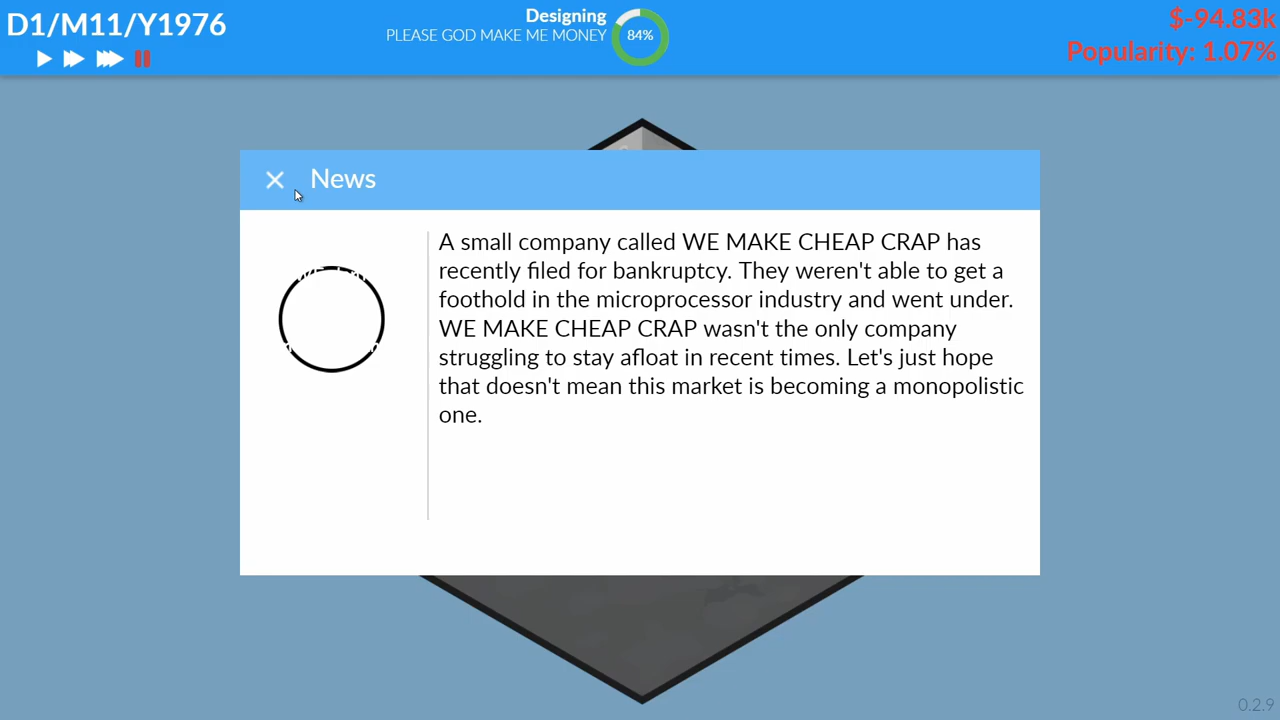 D1/M11/Y1976
Designing
PLEASE GOD MAKE ME MONEY
84%
$-94.83k
Popularity: 1.07%
News
A small company called WE MAKE CHEAP CRAP has
recently filed for bankruptcy. They weren't able to get a
foothold in the microprocessor industry and went under.
WE MAKE CHEAP CRAP wasn't the only company
struggling to stay afloat in recent times. Let's just hope
that doesn't mean this market is becoming a monopolistic
one.
0.2.9